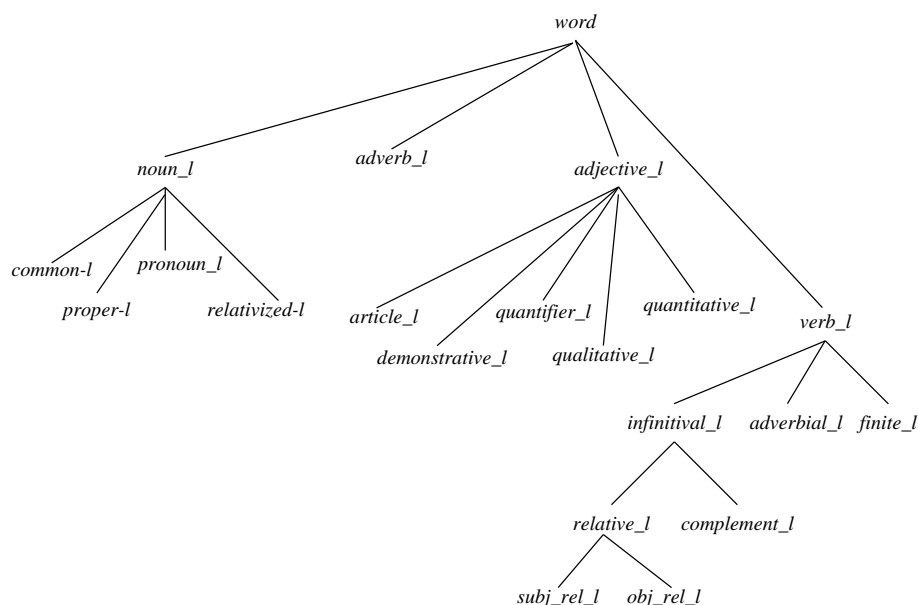 word
noun_l
adverb_l
adjective_l
common-l
pronoun_l
proper-l
relativized-l
article_l
quantifier_l
quantitative_l
demonstrative_l
qualitative_l
verb_l
infinitival_l
adverbial_l
finite_l
relative_l
complement_l
subj_rel_l
obj_rel_l